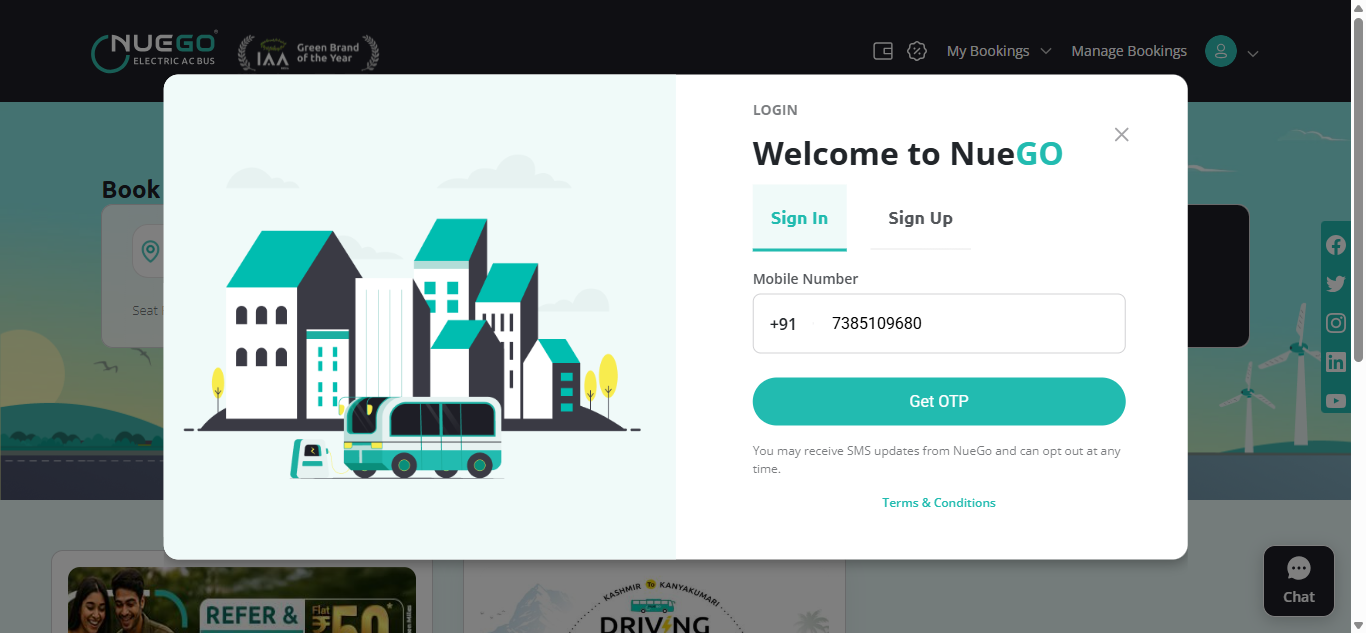 NUEGO
ELECTRIC AC BUS
IAA
Green Brand
of the Year
My Bookings
Manage Bookings
LOGIN
Welcome to NueGO
Sign In
Sign Up
Mobile Number
+91
7385109680
Get OTP
You may receive SMS updates from NueGo and can opt out at any
time.
Terms & Conditions
Book
Seat
REFER &
Flat
₹50*
KASHMIR To KANYAKUMARI
DRIVING
Chat